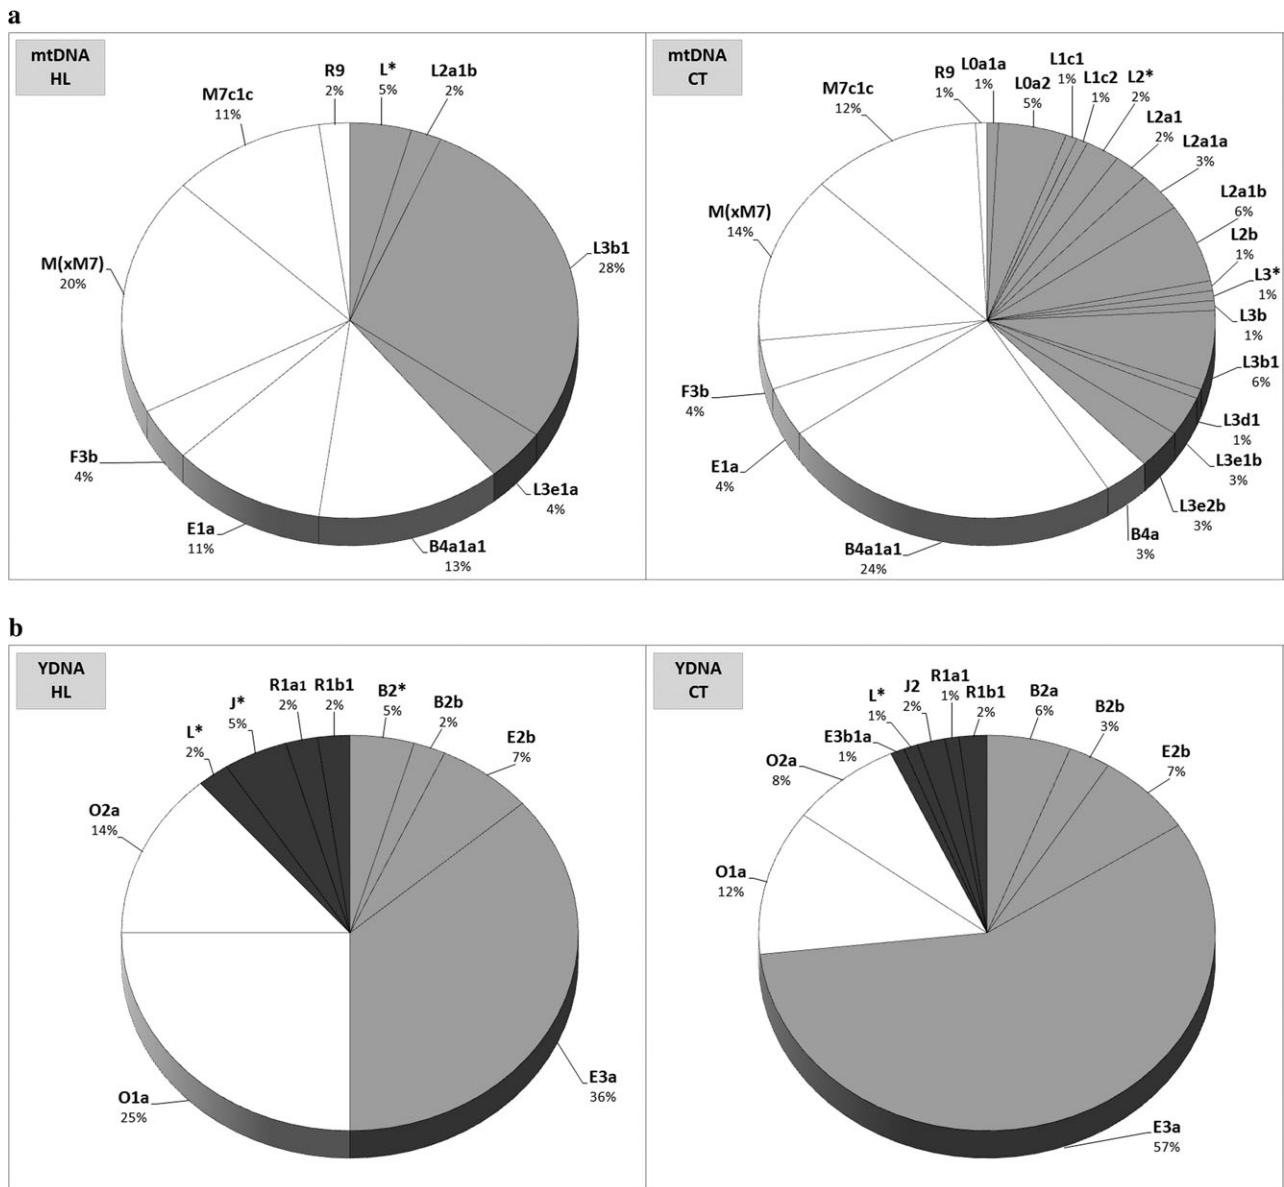 a
mtDNA
HL
R9
2%
L*
5%
L2a1b
2%
M7c1c
11%
L3b1
28%
M(xM7)
20%
F3b
4%
L3e1a
4%
E1a
11%
B4a1a1
13%
mtDNA
CT
R9
1%
L0a1a
1%
L0a2
5%
L1c1
1%
L1c2
1%
L2*
2%
L2a1
2%
L2a1a
3%
L2a1b
6%
L2b
1%
L3*
1%
L3b
1%
L3b1
6%
L3d1
1%
L3e1b
3%
L3e2b
3%
B4a
3%
B4a1a1
24%
E1a
4%
F3b
4%
M(xM7)
14%
M7c1c
12%
b
YDNA
HL
L*
2%
J*
5%
R1a1
2%
R1b1
2%
B2*
5%
B2b
2%
E2b
7%
O2a
14%
E3a
36%
O1a
25%
YDNA
CT
O2a
8%
E3b1a
1%
L*
1%
J2
2%
R1a1
1%
R1b1
2%
B2a
6%
B2b
3%
E2b
7%
O1a
12%
E3a
57%